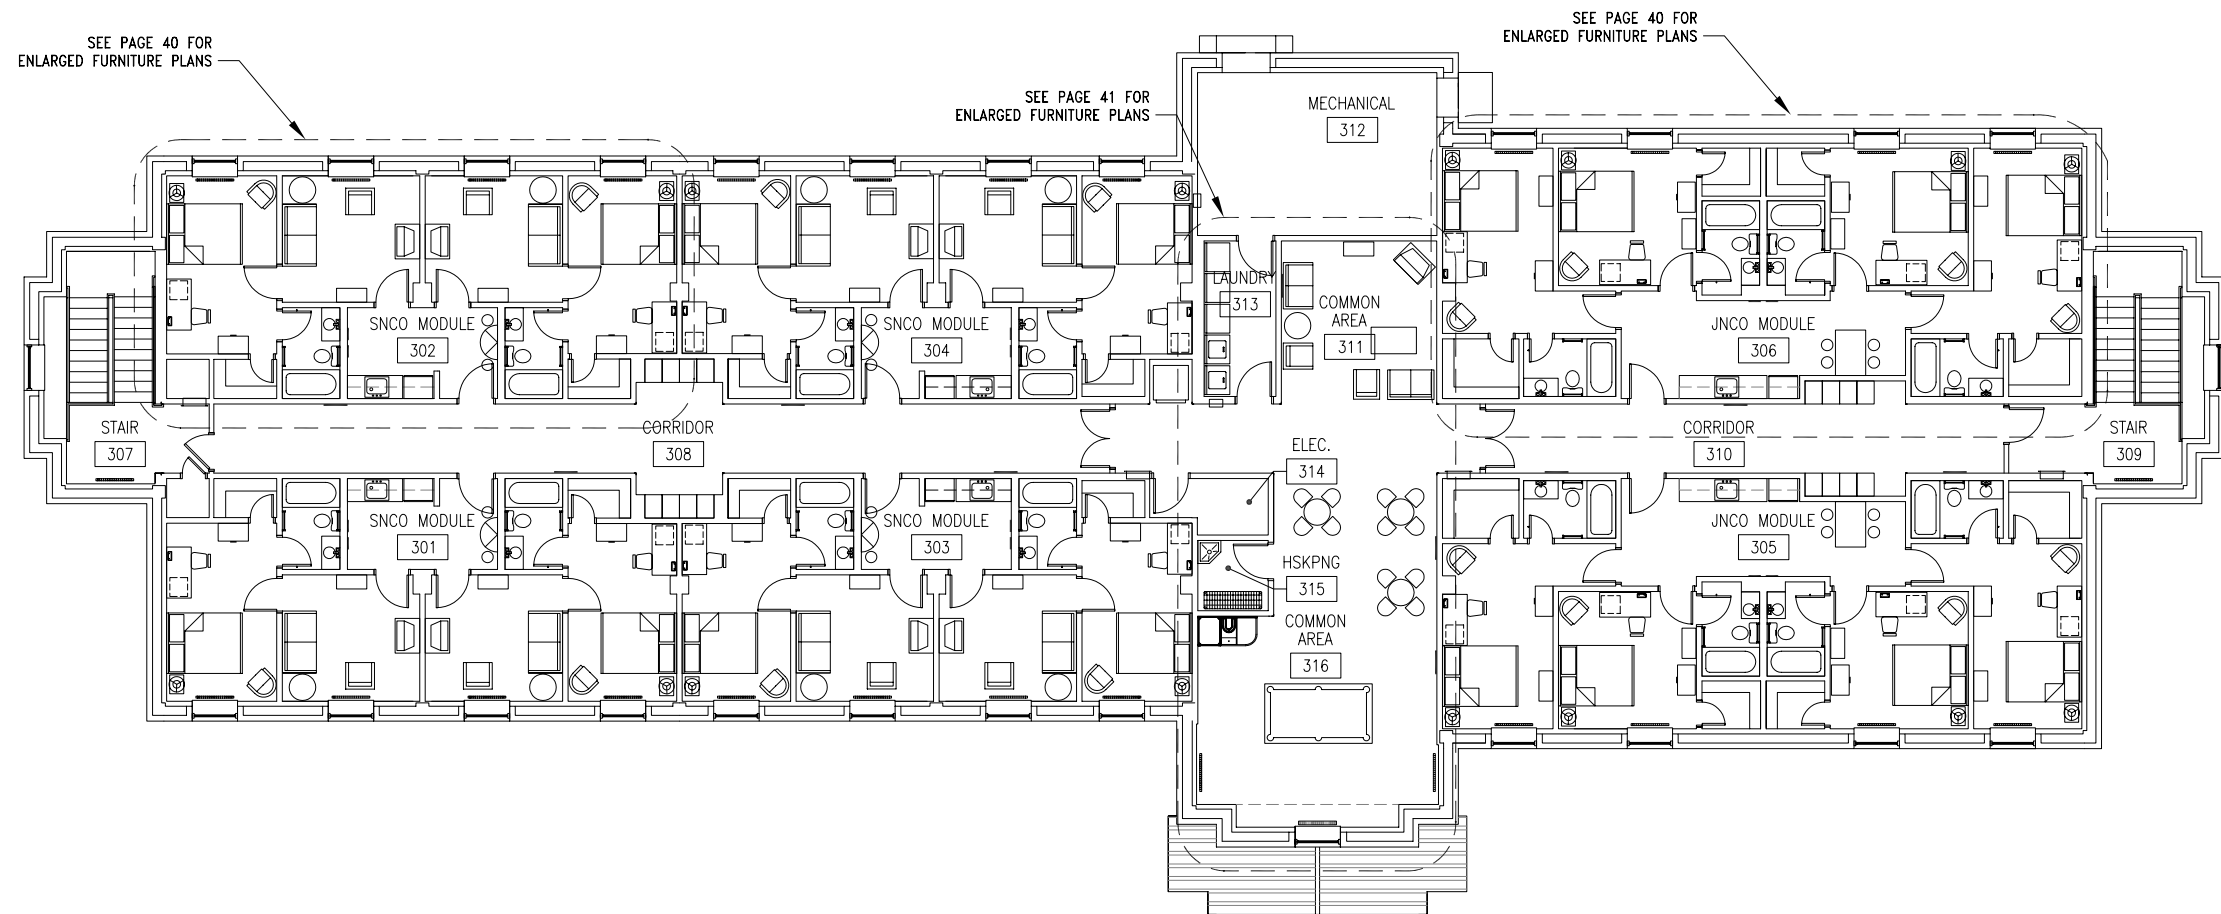 SEE PAGE 40 FOR
ENLARGED FURNITURE PLANS
SEE PAGE 41 FOR
ENLARGED FURNITURE PLANS
SEE PAGE 40 FOR
ENLARGED FURNITURE PLANS
MECHANICAL
312
LAUNDRY
313
COMMON
AREA
311
SNCO MODULE
302
SNCO MODULE
304
JNCO MODULE
306
STAIR
307
CORRIDOR
308
ELEC.
314
CORRIDOR
310
STAIR
309
SNCO MODULE
301
SNCO MODULE
303
JNCO MODULE
305
HSKPNG
315
COMMON
AREA
316